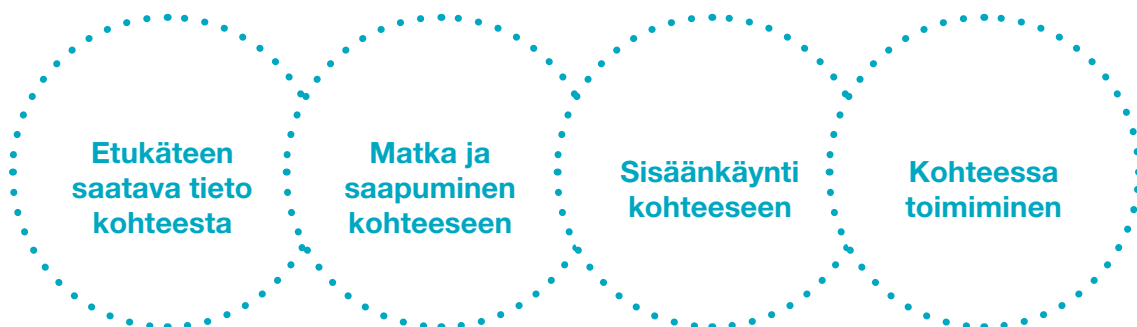 Etukäteen
saatava tieto
kohteesta
Matka ja
saapuminen
kohteeseen
Sisäänkäynti
kohteeseen
Kohteessa
toimiminen